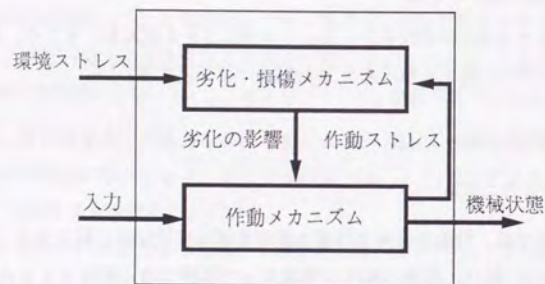 環境ストレス
劣化・損傷メカニズム
劣化の影響
作動ストレス
入力
作動メカニズム
機械状態